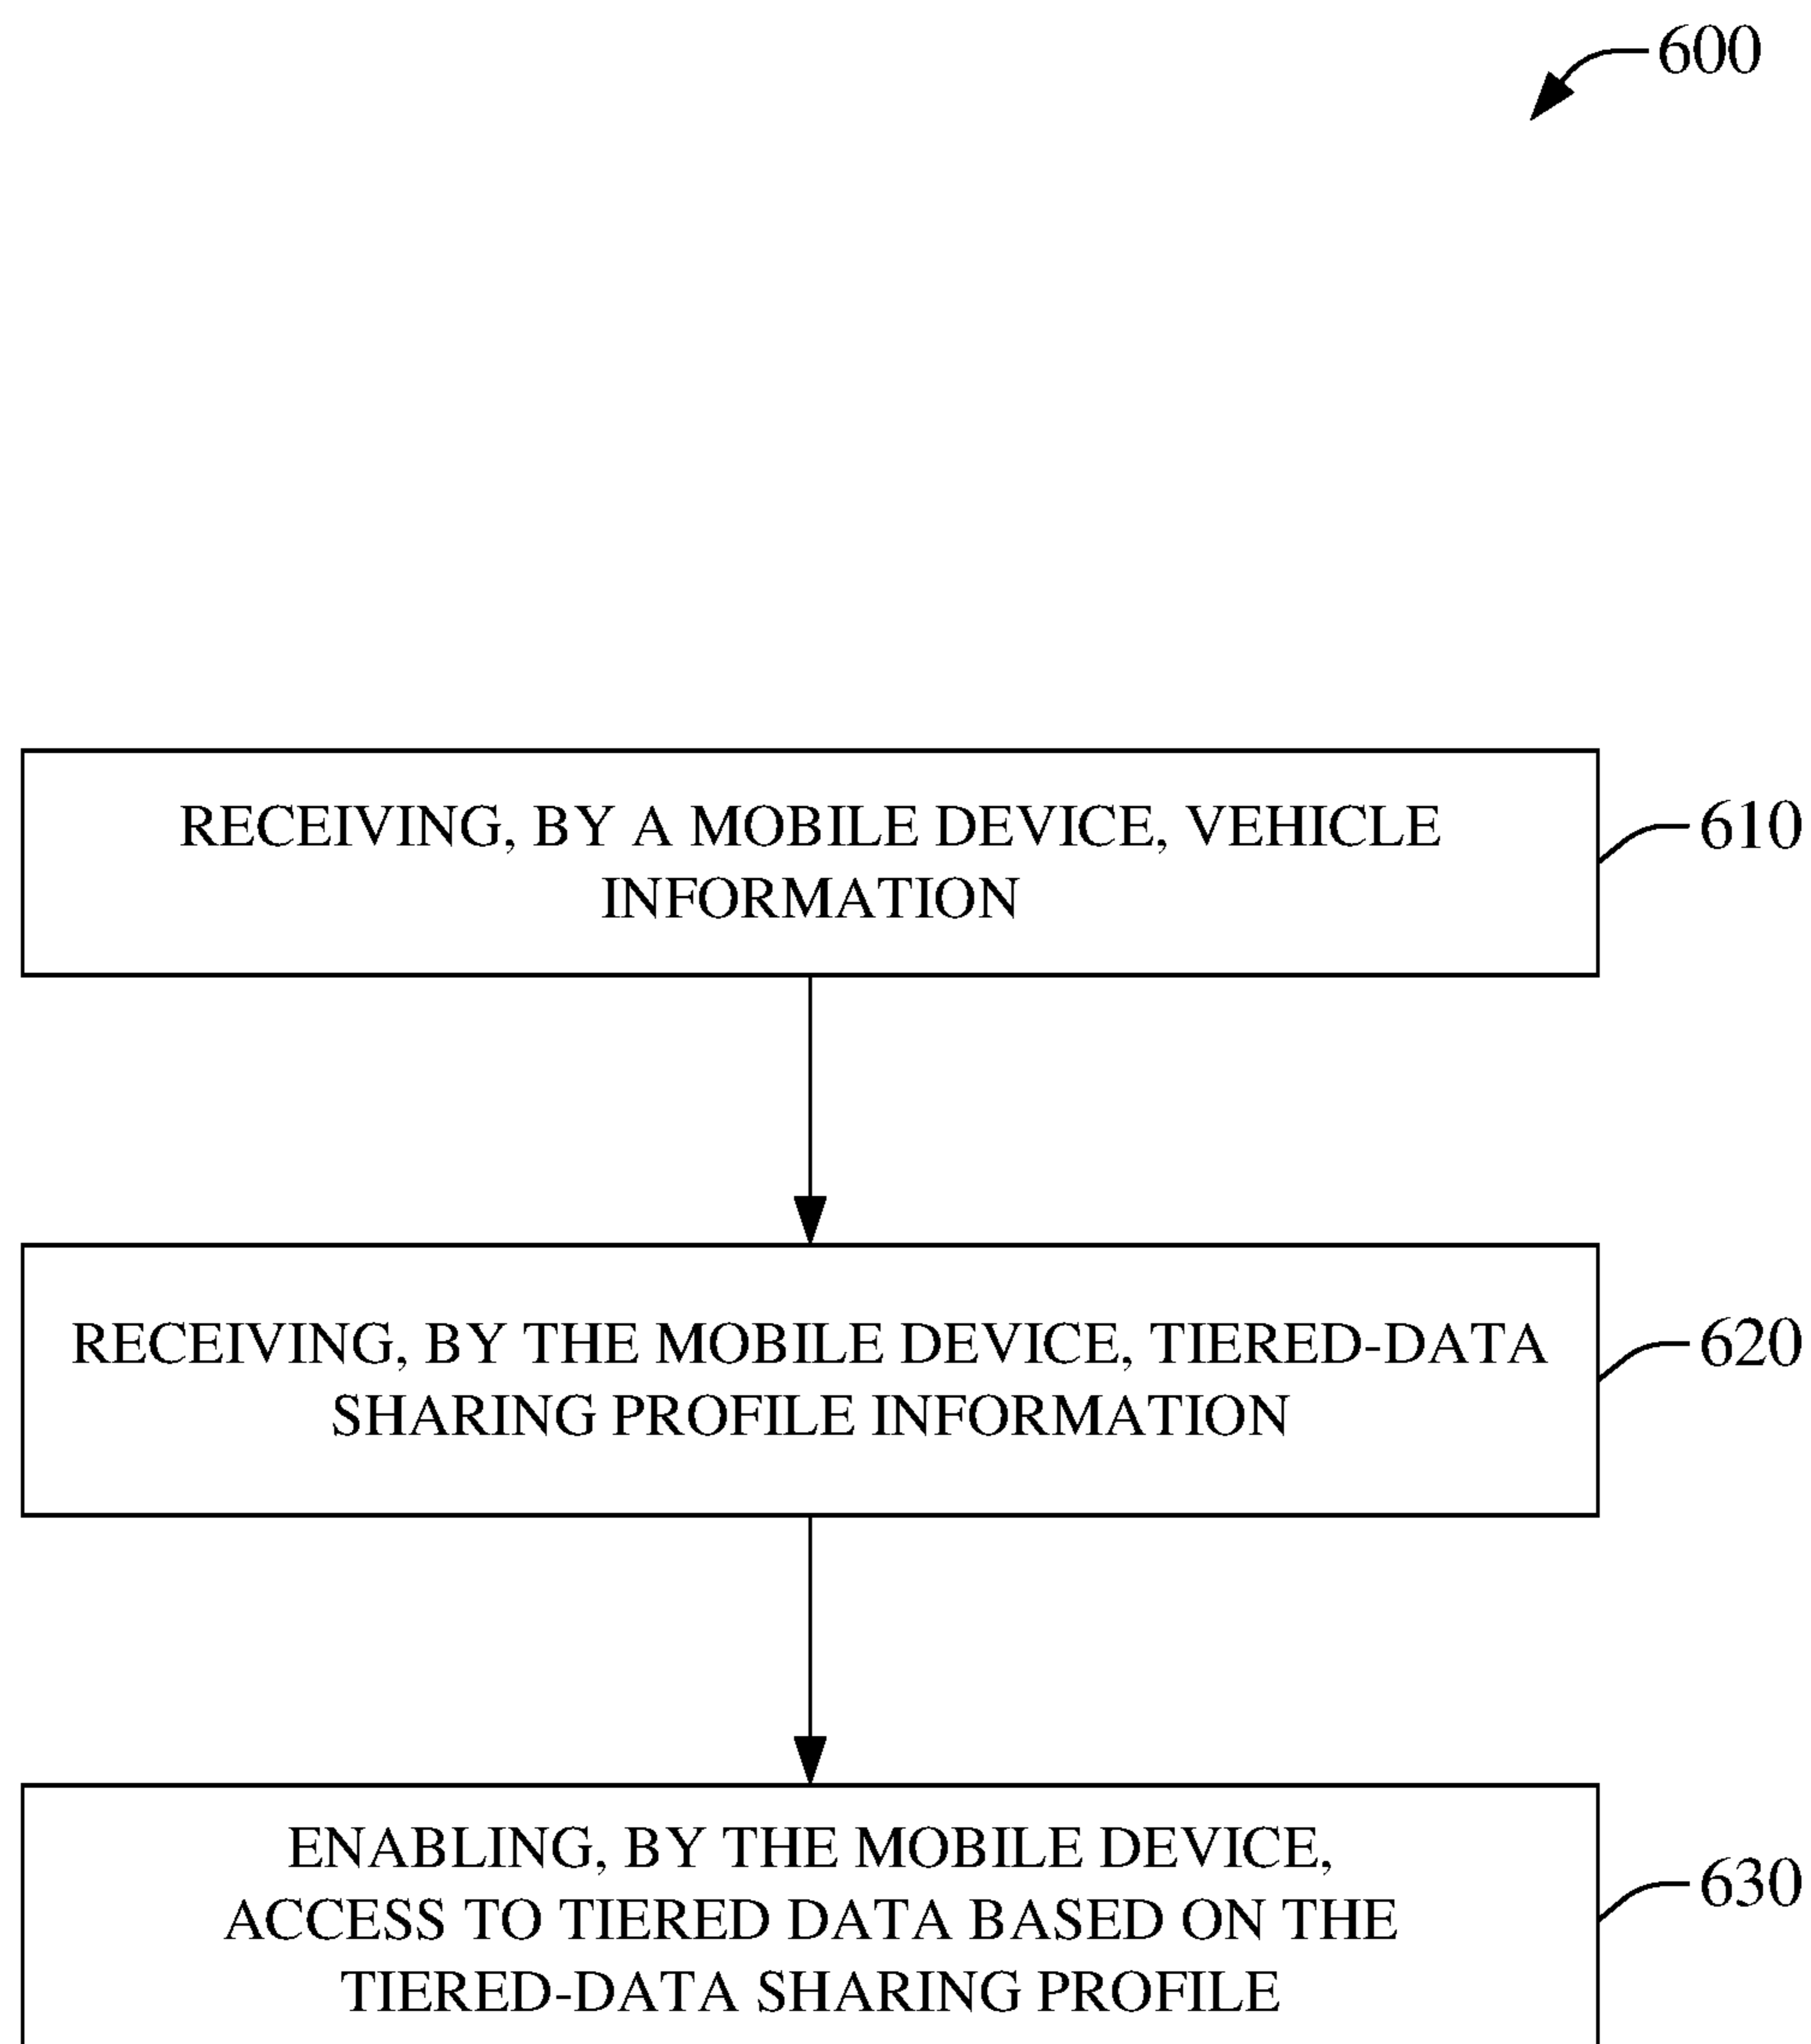 600
RECEIVING, BY A MOBILE DEVICE, VEHICLE
INFORMATION
610
RECEIVING, BY THE MOBILE DEVICE, TIERED-DATA
SHARING PROFILE INFORMATION
620
ENABLING, BY THE MOBILE DEVICE,
ACCESS TO TIERED DATA BASED ON THE
TIERED-DATA SHARING PROFILE
630